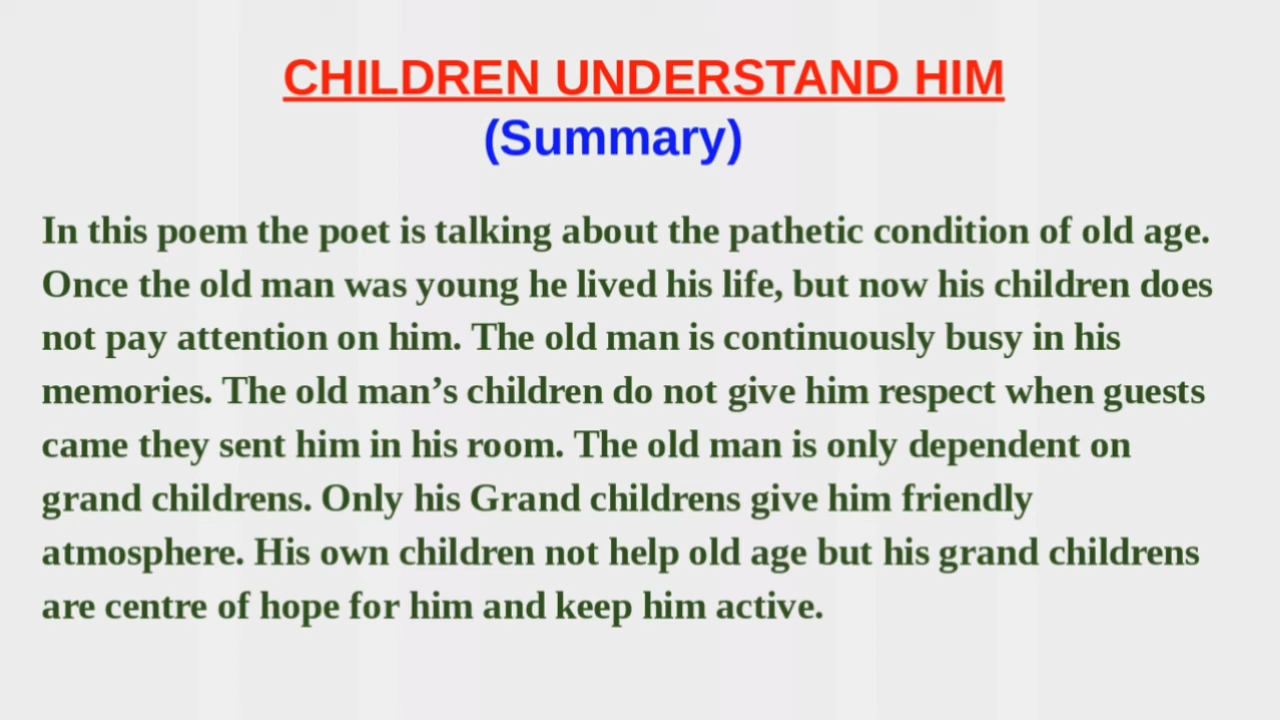 CHILDREN UNDERSTAND HIM
(Summary)
In this poem the poet is talking about the pathetic condition of old age.
Once the old man was young he lived his life, but now his children does
not pay attention on him. The old man is continuously busy in his
memories. The old man’s children do not give him respect when guests
came they sent him in his room. The old man is only dependent on
grand childrens. Only his Grand childrens give him friendly
atmosphere. His own children not help old age but his grand childrens
are centre of hope for him and keep him active.